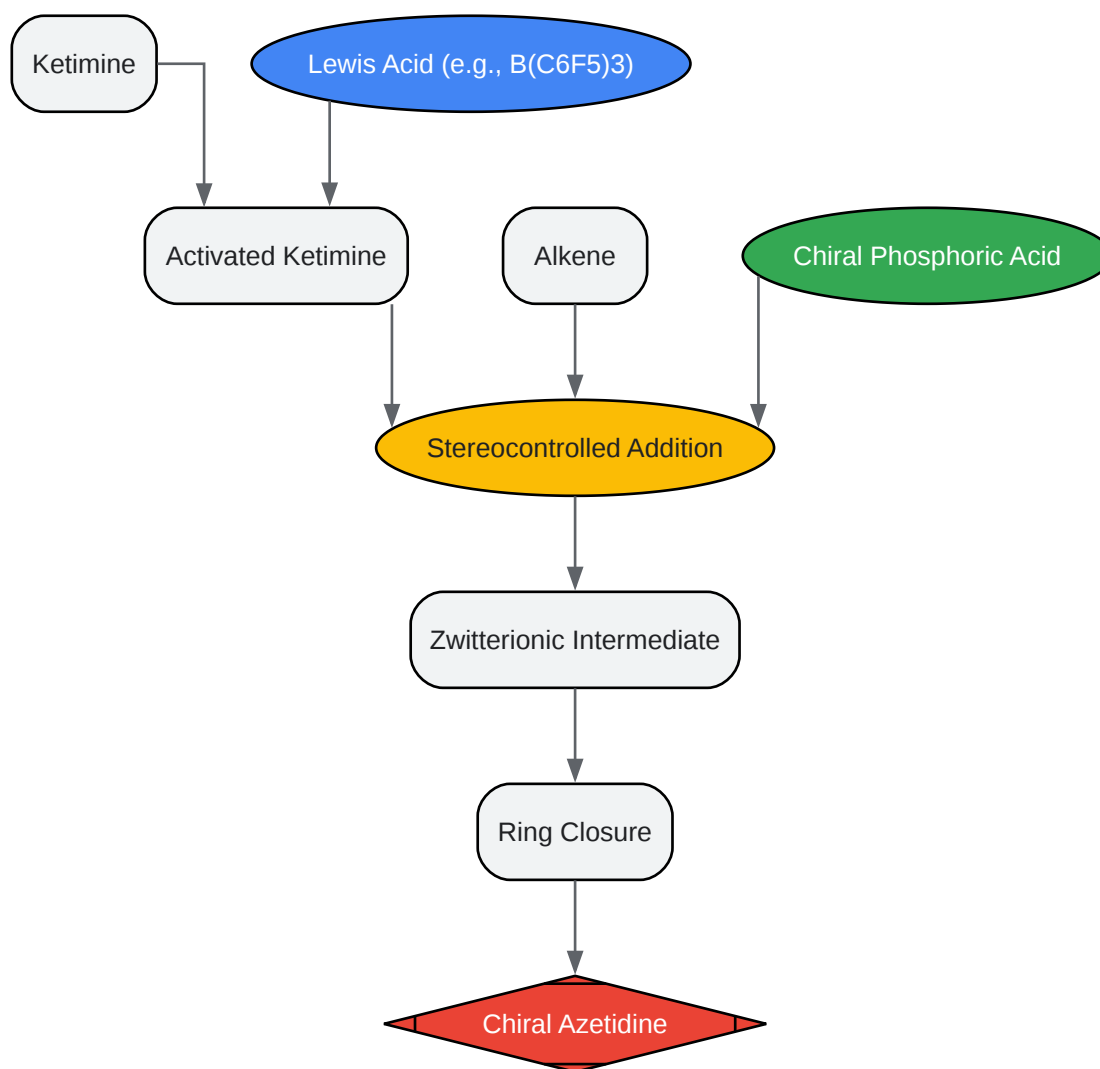 Ketimine
Lewis Acid (e.g., B(C6F5)3)
Activated Ketimine
Alkene
Chiral Phosphoric Acid
Stereocontrolled Addition
Zwitterionic Intermediate
Ring Closure
Chiral Azetidine